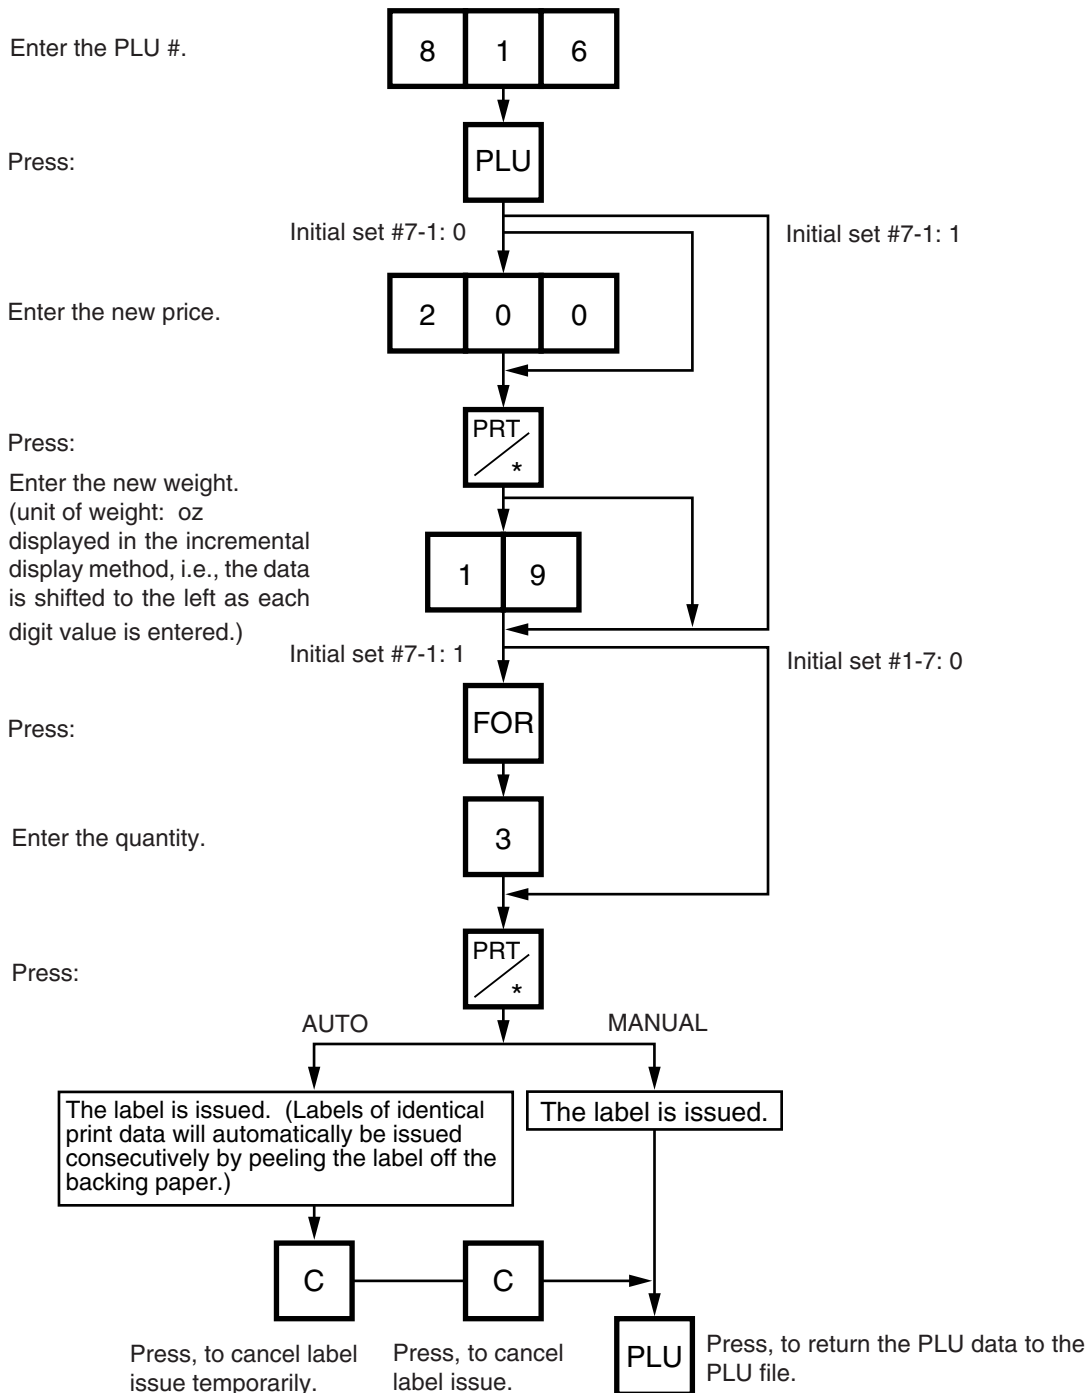 Enter the PLU #.
8 1 6
Press:
PLU
Initial set #7-1: 0
Initial set #7-1: 1
Enter the new price.
2 0 0
Press:
PRT
*
Enter the new weight.
(unit of weight: oz
displayed in the incremental
display method, i.e., the data
is shifted to the left as each
digit value is entered.)
1 9
Initial set #7-1: 1
Initial set #1-7: 0
Press:
FOR
Enter the quantity.
3
Press:
PRT
*
AUTO
MANUAL
The label is issued. (Labels of identical
print data will automatically be issued
consecutively by peeling the label off the
backing paper.)
The label is issued.
C
C
Press, to cancel label
issue temporarily.
Press, to cancel
label issue.
PLU
Press, to return the PLU data to the
PLU file.